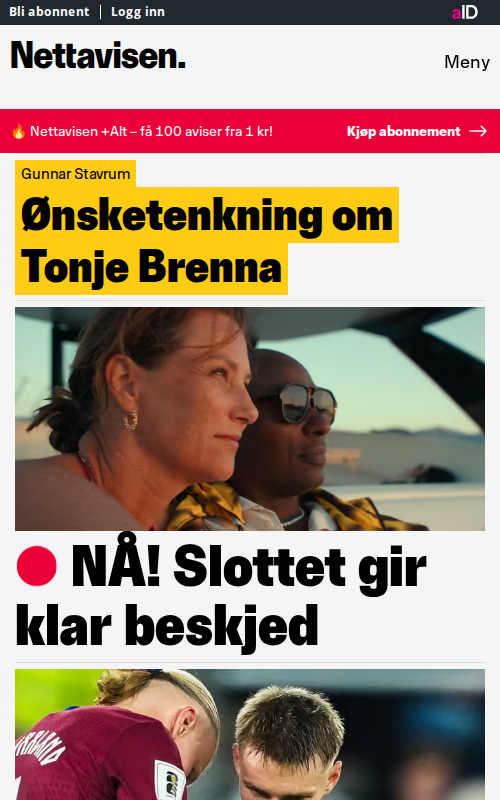 Bli abonnent | Logg inn
aID
Nettavisen.
Meny
🔥 Nettavisen +Alt – få 100 aviser fra 1 kr!
Kjøp abonnement →
Gunnar Stavrum
Ønsketenkning om
Tonje Brenna
NÅ! Slottet gir
klar beskjed